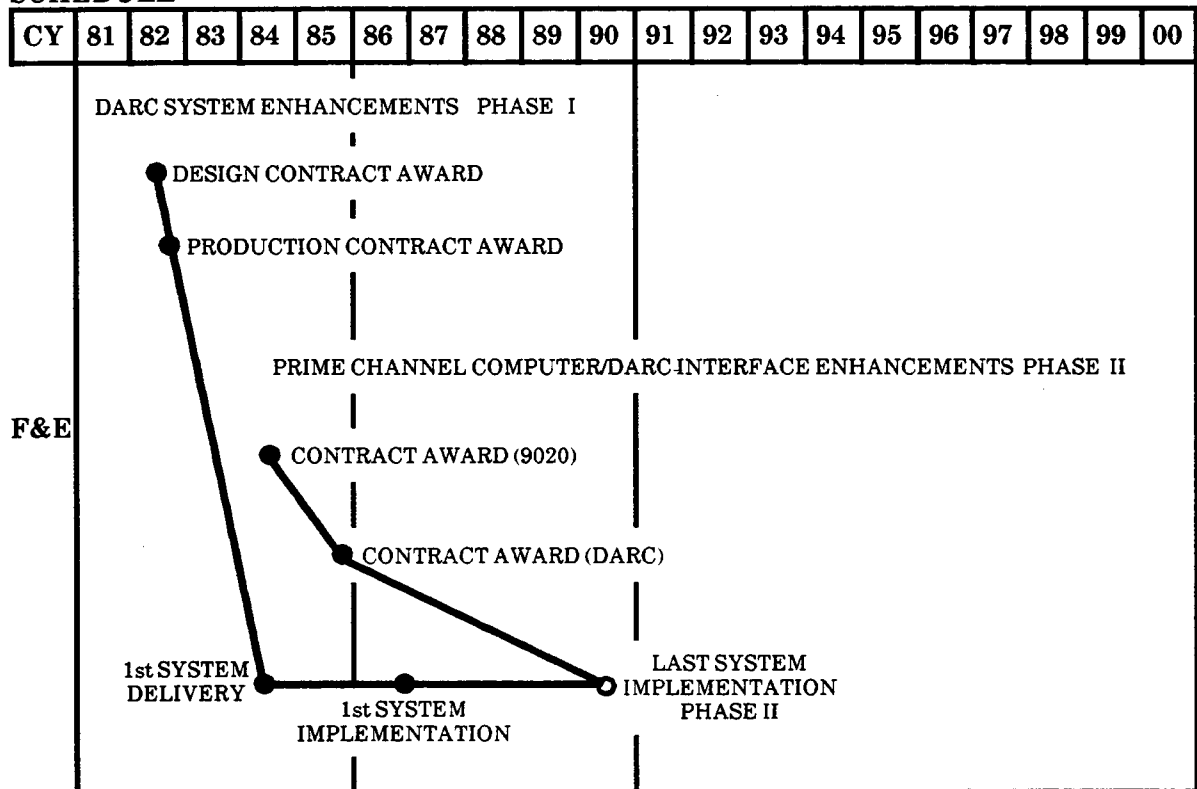 CY 81 82 83 84 85 86 87 88 89 90 91 92 93 94 95 96 97 98 99 00
DARC SYSTEM ENHANCEMENTS PHASE I
DESIGN CONTRACT AWARD
PRODUCTION CONTRACT AWARD
PRIME CHANNEL COMPUTER/DARC-INTERFACE ENHANCEMENTS PHASE II
F&E
CONTRACT AWARD (9020)
CONTRACT AWARD (DARC)
1st SYSTEM
DELIVERY
1st SYSTEM
IMPLEMENTATION
LAST SYSTEM
IMPLEMENTATION
PHASE II